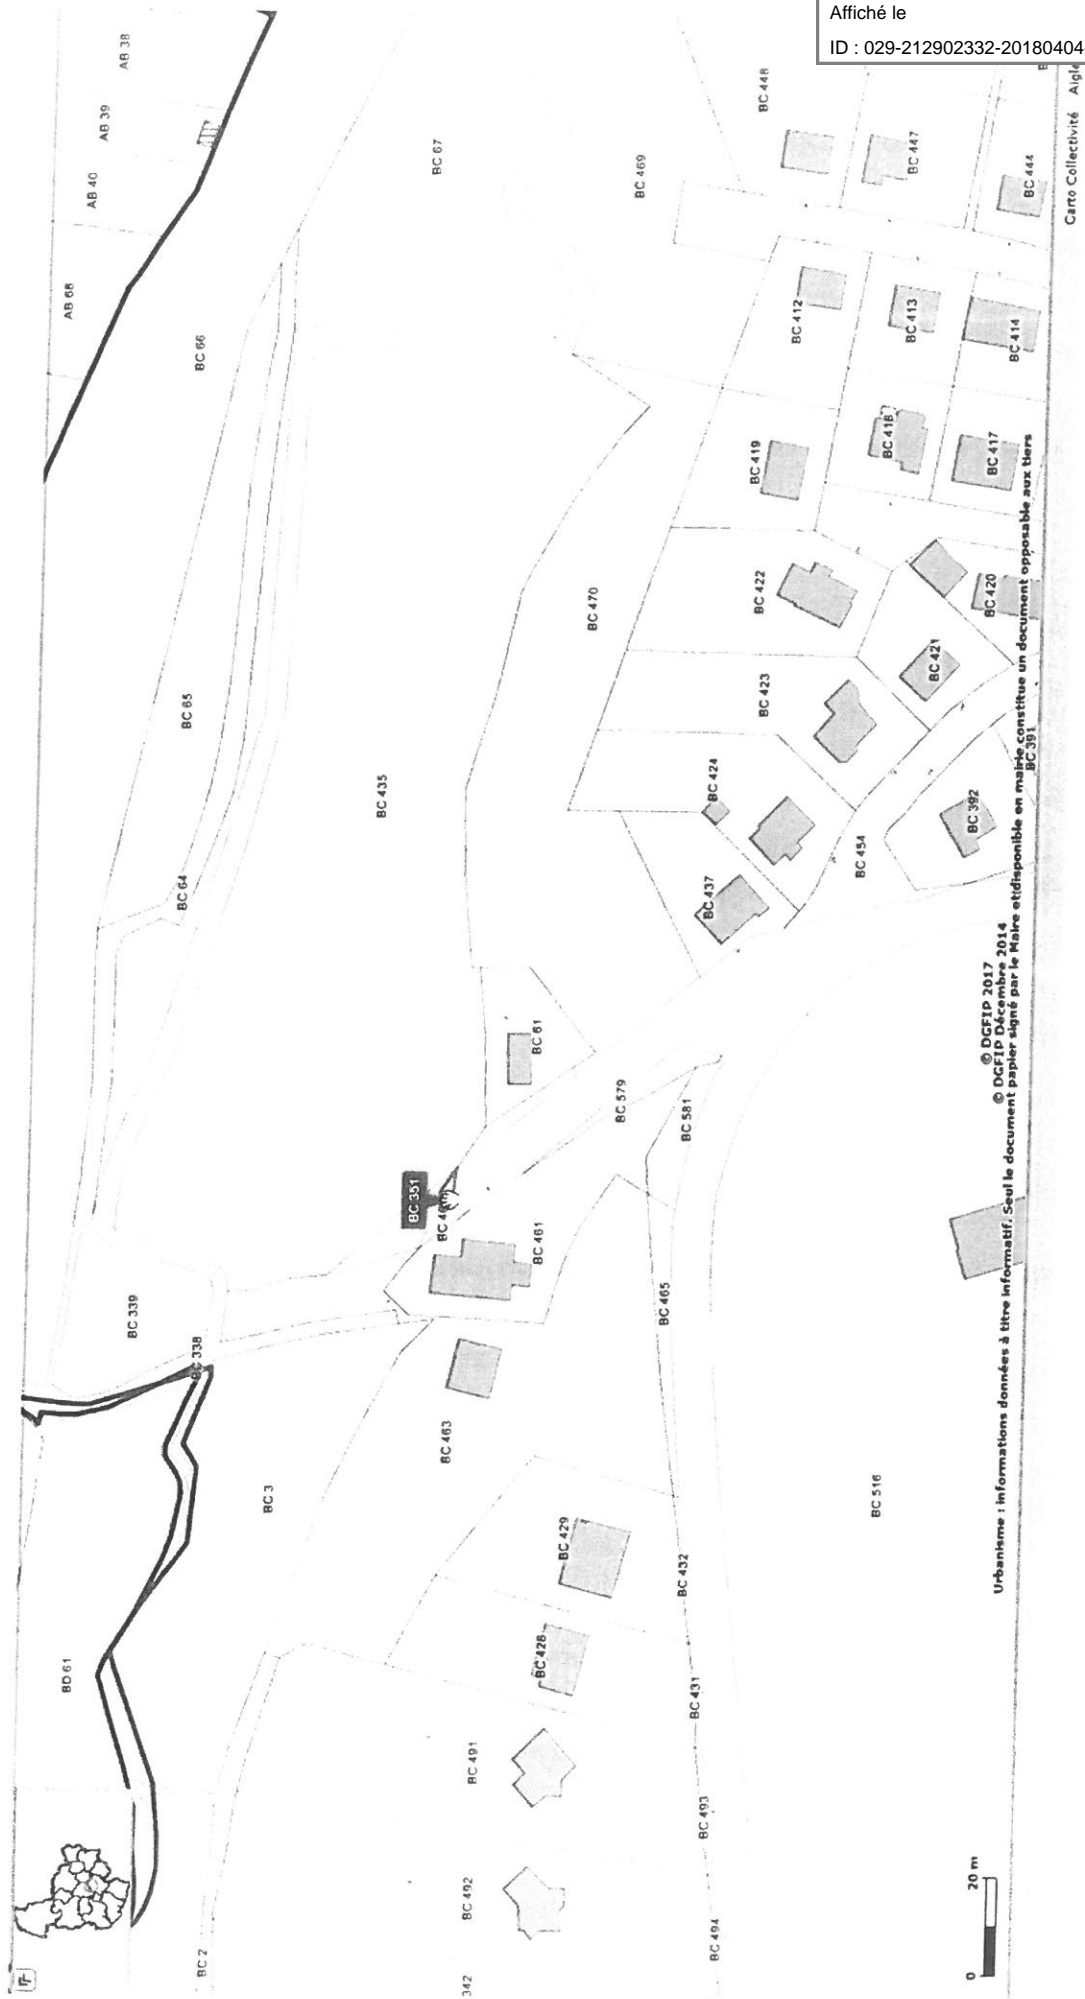 Affiché le
ID : 029-212902332-20180404
AB 38
AB 39
AB 40
AB 68
BC 66
BC 67
BC 448
BC 469
BC 447
BC 444
BC 412
BC 413
BC 414
BC 419
BC 418
BC 417
BC 470
BC 422
BC 420
BC 65
BC 435
BC 423
BC 421
BC 424
BC 391
BC 392
BC 64
BC 437
BC 454
BC 61
BC 579
BC 581
BC 351
BC 461
BC 339
BC 338
BC 465
BC 463
BC 3
BC 429
BC 432
BC 516
BD 61
BC 428
BC 431
BC 491
BC 493
BC 492
BC 494
BC 2
342
0 20 m
© DGFIP 2017
© DGFIP Décembre 2014
Urbanisme : informations données à titre informatif. Seul le document papier signé par le Maire et disponible en mairie constitue un document opposable aux tiers
Carto Collectivité